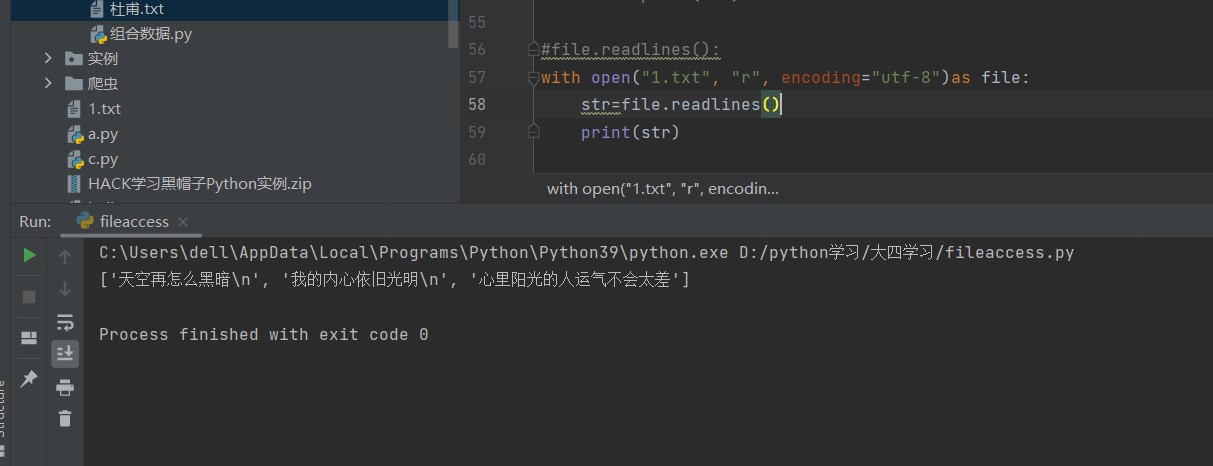 杜甫.txt
组合数据.py
实例
爬虫
1.txt
a.py
c.py
HACK学习黑帽子Python实例.zip
55
56 #file.readlines():
57 with open("1.txt", "r", encoding="utf-8")as file:
58 str=file.readlines()
59 print(str)
60
with open("1.txt", "r", encodin...
Run: fileaccess
C:\Users\dell\AppData\Local\Programs\Python\Python39\python.exe D:/python学习/大四学习/fileaccess.py
['天空再怎么黑暗\n', '我的内心依旧光明\n', '心里阳光的人运气不会太差']
Process finished with exit code 0
Structure